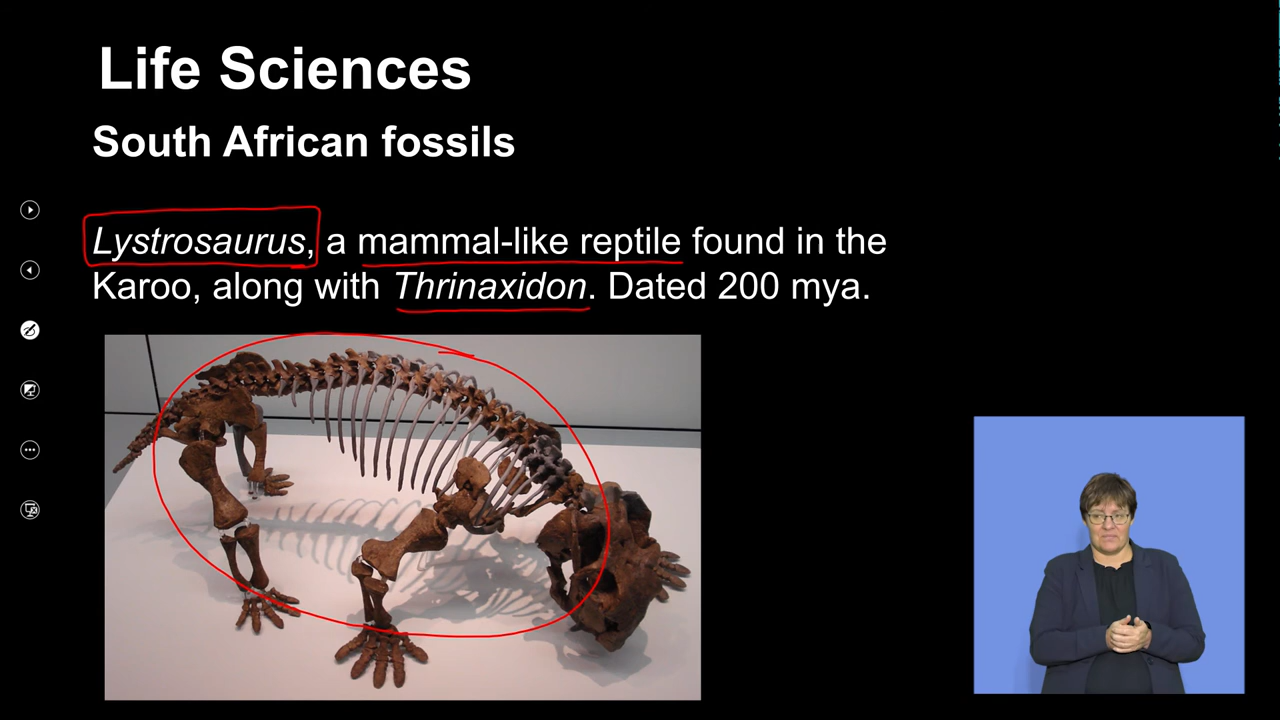 Life Sciences
South African fossils
Lystrosaurus, a mammal-like reptile found in the
Karoo, along with Thrinaxidon. Dated 200 mya.